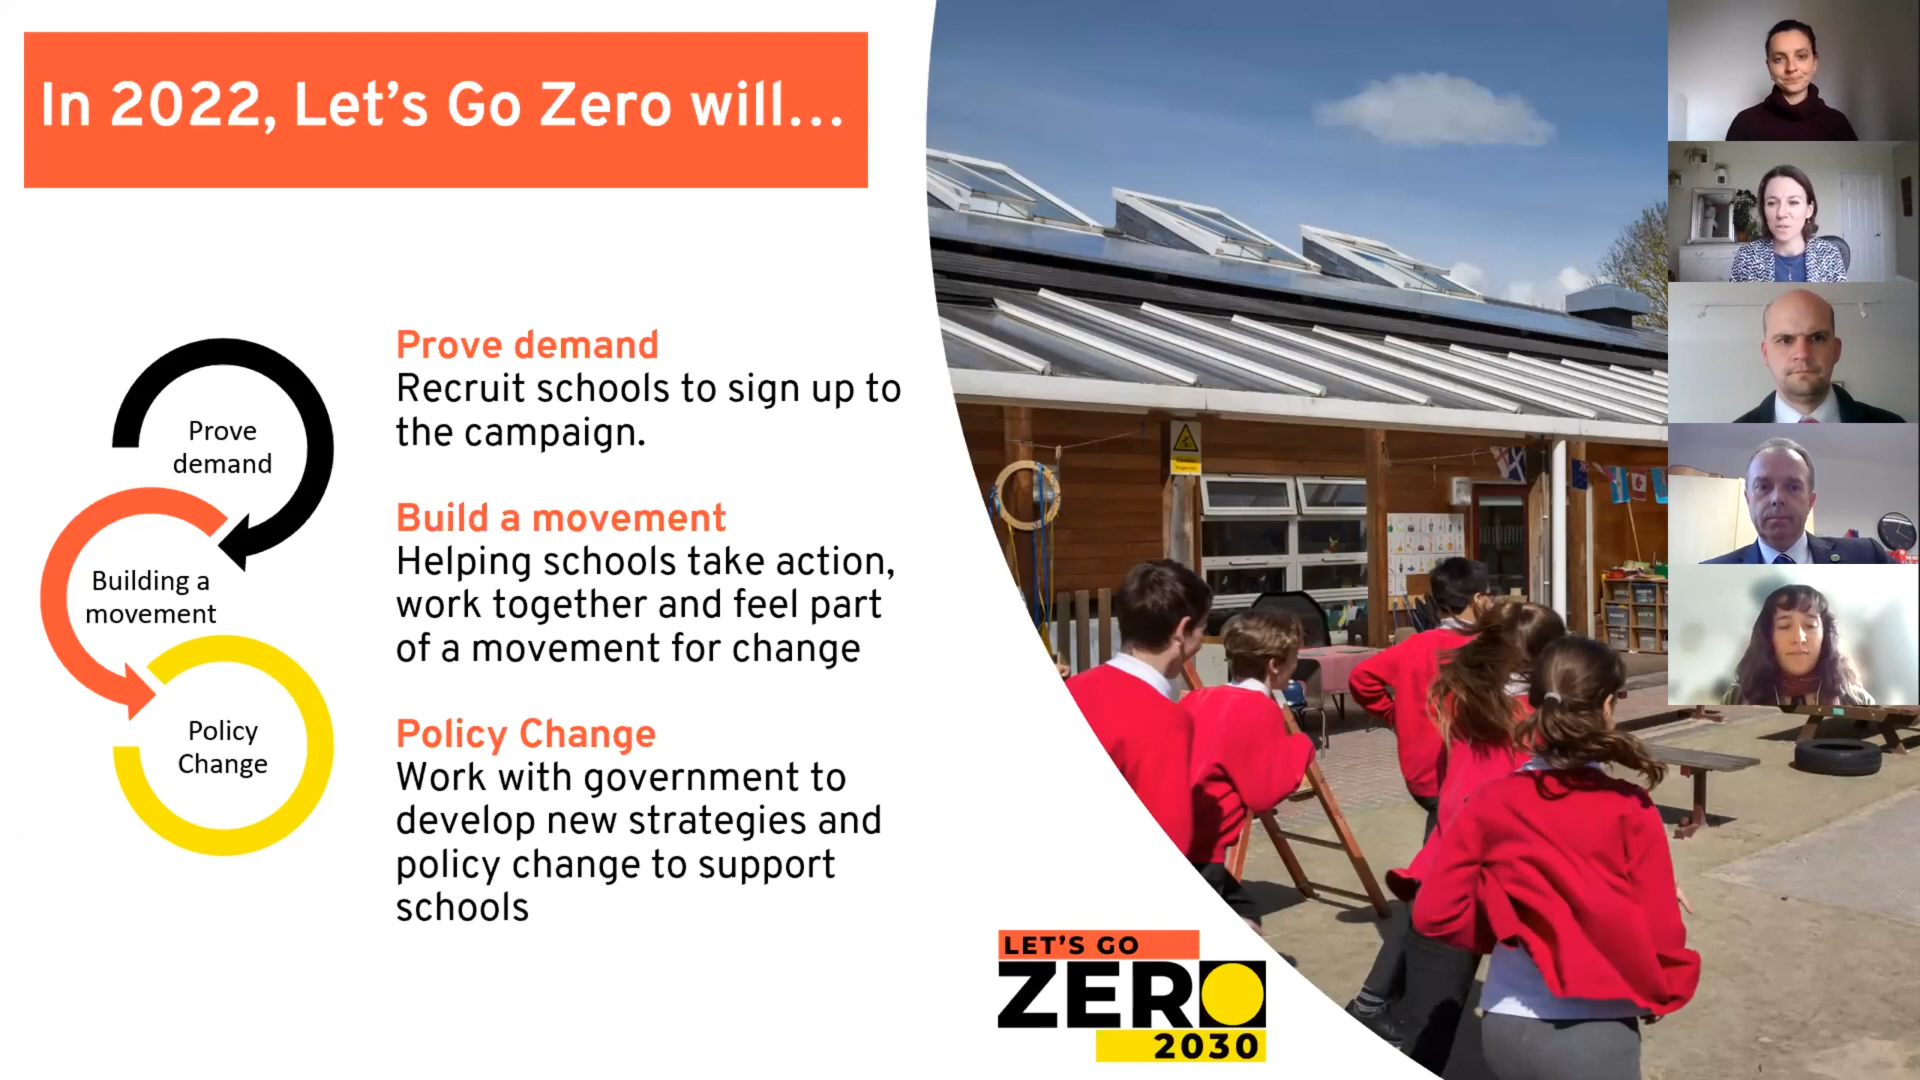 In 2022, Let's Go Zero will...
Prove
demand
Building a
movement
Policy
Change
Prove demand
Recruit schools to sign up to
the campaign.
Build a movement
Helping schools take action,
work together and feel part
of a movement for change
Policy Change
Work with government to
develop new strategies and
policy change to support
schools
LET'S GO
ZERO
2030